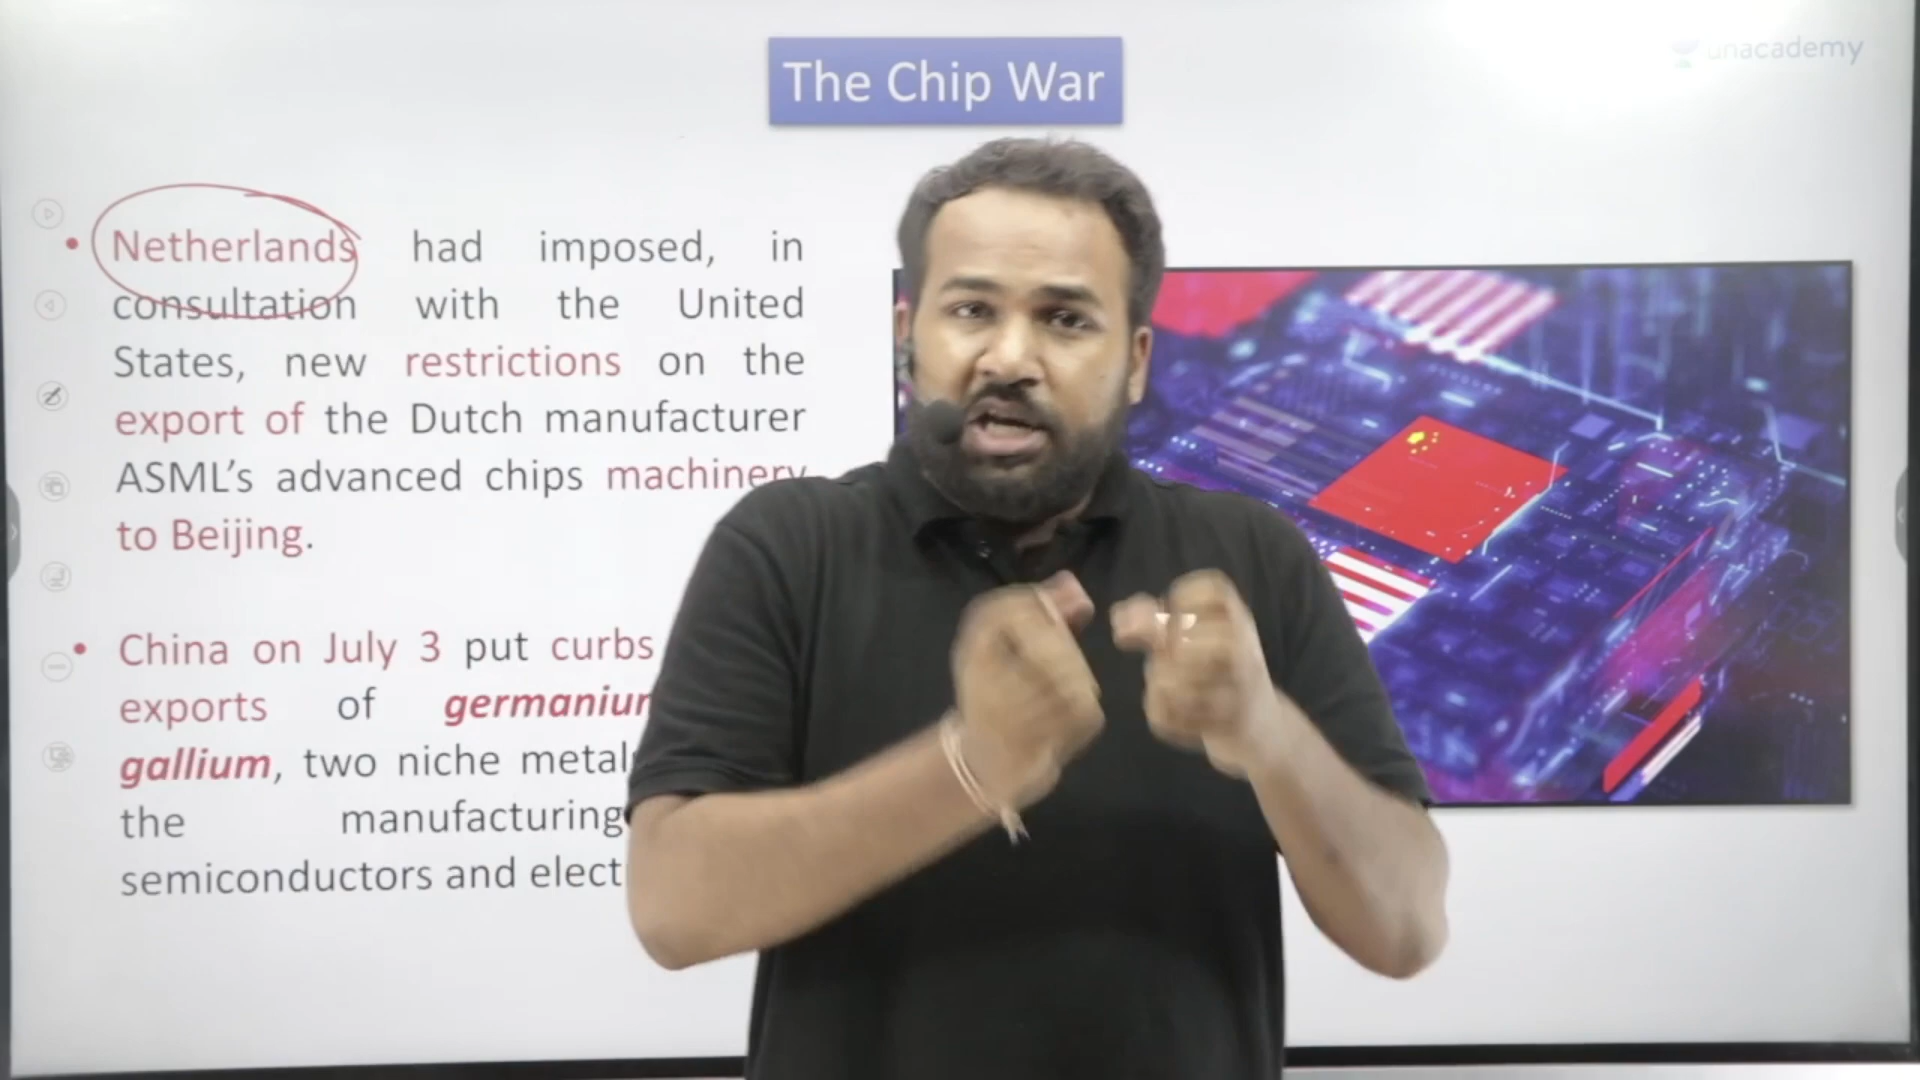 The Chip War
unacademy
• Netherlands had imposed, in
consultation with the United
States, new restrictions on the
export of the Dutch manufacturer
ASML’s advanced chips machinery
to Beijing.
• China on July 3 put curbs
exports of
gallium, two niche
the manufacturing
semiconductors and